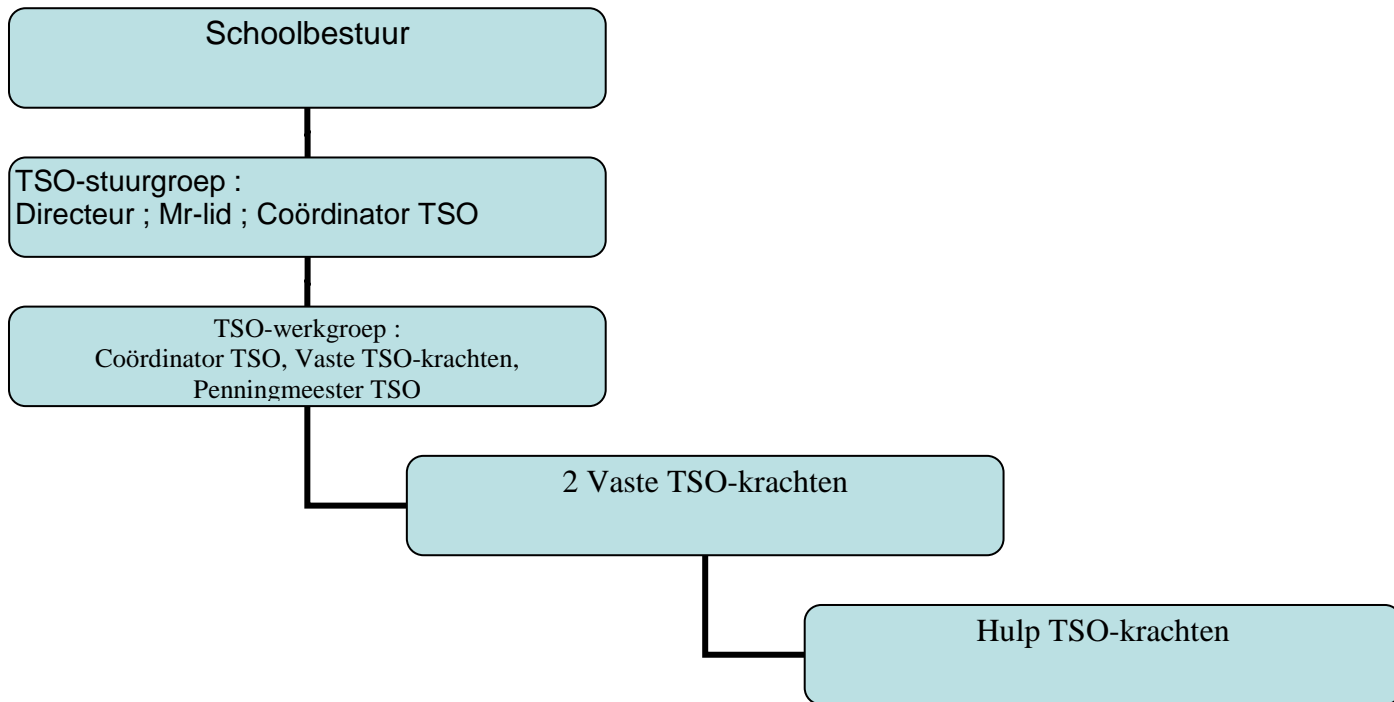 Schoolbestuur
TSO-stuurgroep :
Directeur ; Mr-lid ; Coördinator TSO
TSO-werkgroep :
Coördinator TSO, Vaste TSO-krachten,
Penningmeester TSO
2 Vaste TSO-krachten
Hulp TSO-krachten